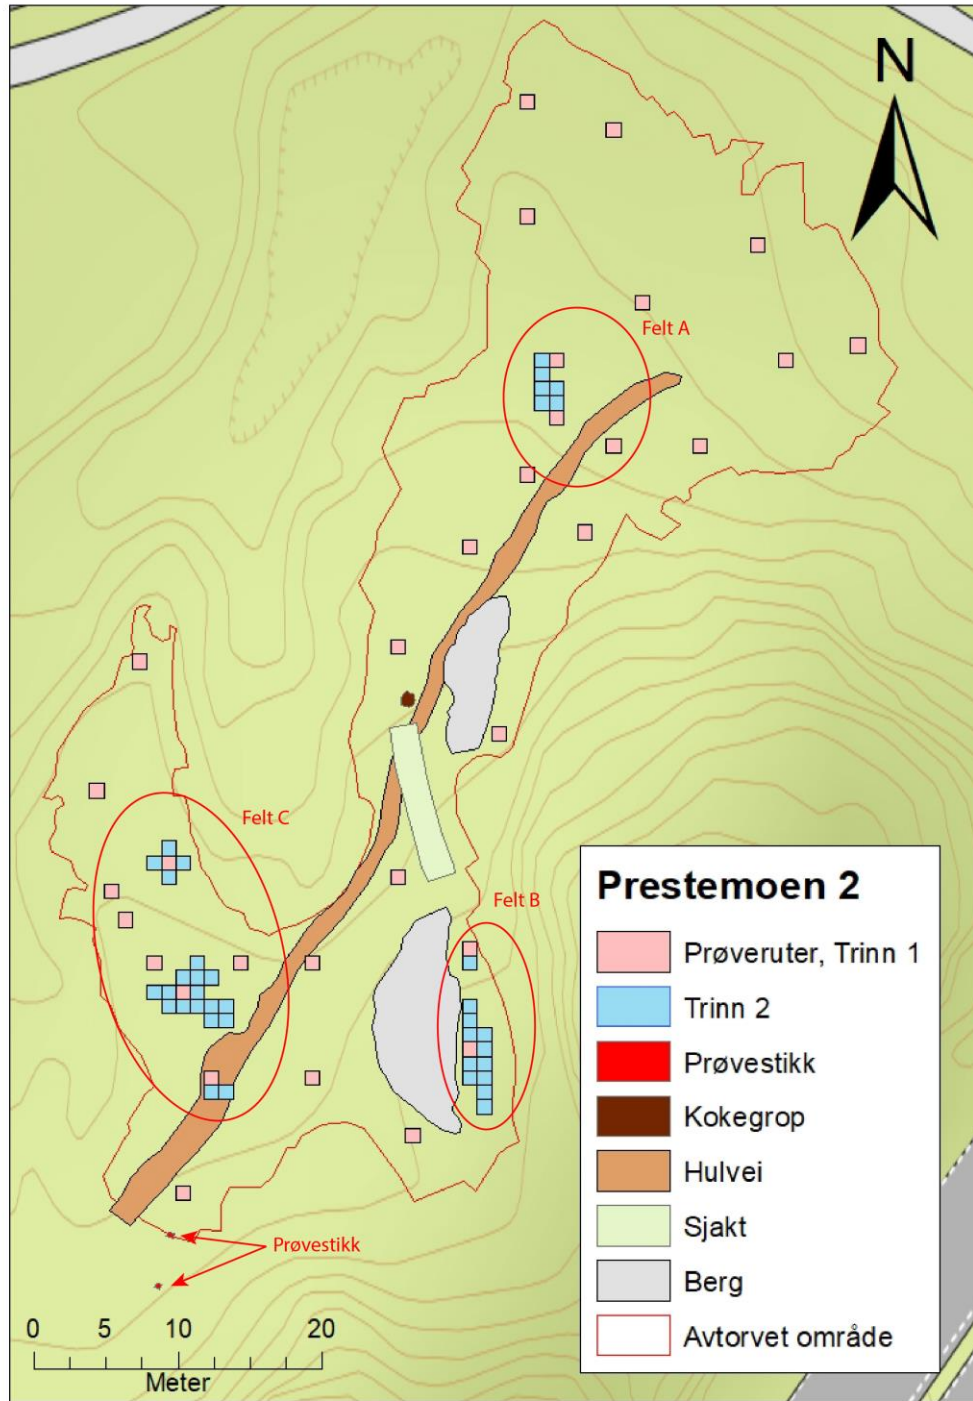 N
Felt A
Felt C
Felt B
Prøvestikk
0 5 10 20
Meter
Prestemoen 2
Prøveruter, Trinn 1
Trinn 2
Prøvestikk
Kokegrop
Hulvei
Sjakt
Berg
Avtorvet område